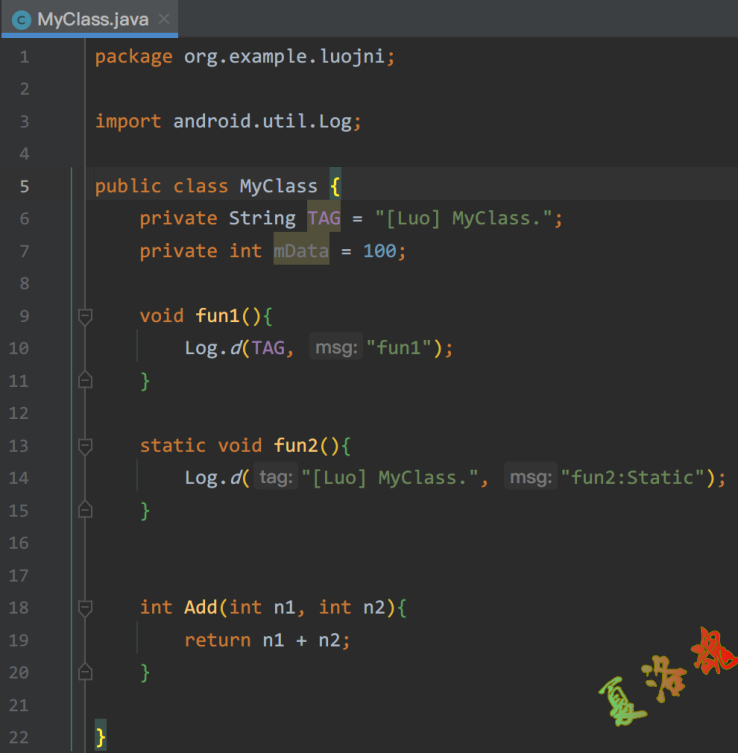 MyClass.java
1 package org.example.luojni;
2
3 import android.util.Log;
4
5 public class MyClass {
6 private String TAG = "[Luo] MyClass.";
7 private int mData = 100;
8
9 void fun1(){
10 Log.d(TAG, msg: "fun1");
11 }
12
13 static void fun2(){
14 Log.d( tag: "[Luo] MyClass.", msg: "fun2:Static");
15 }
16
17
18 int Add(int n1, int n2){
19 return n1 + n2;
20 }
21
22 }
夏洛